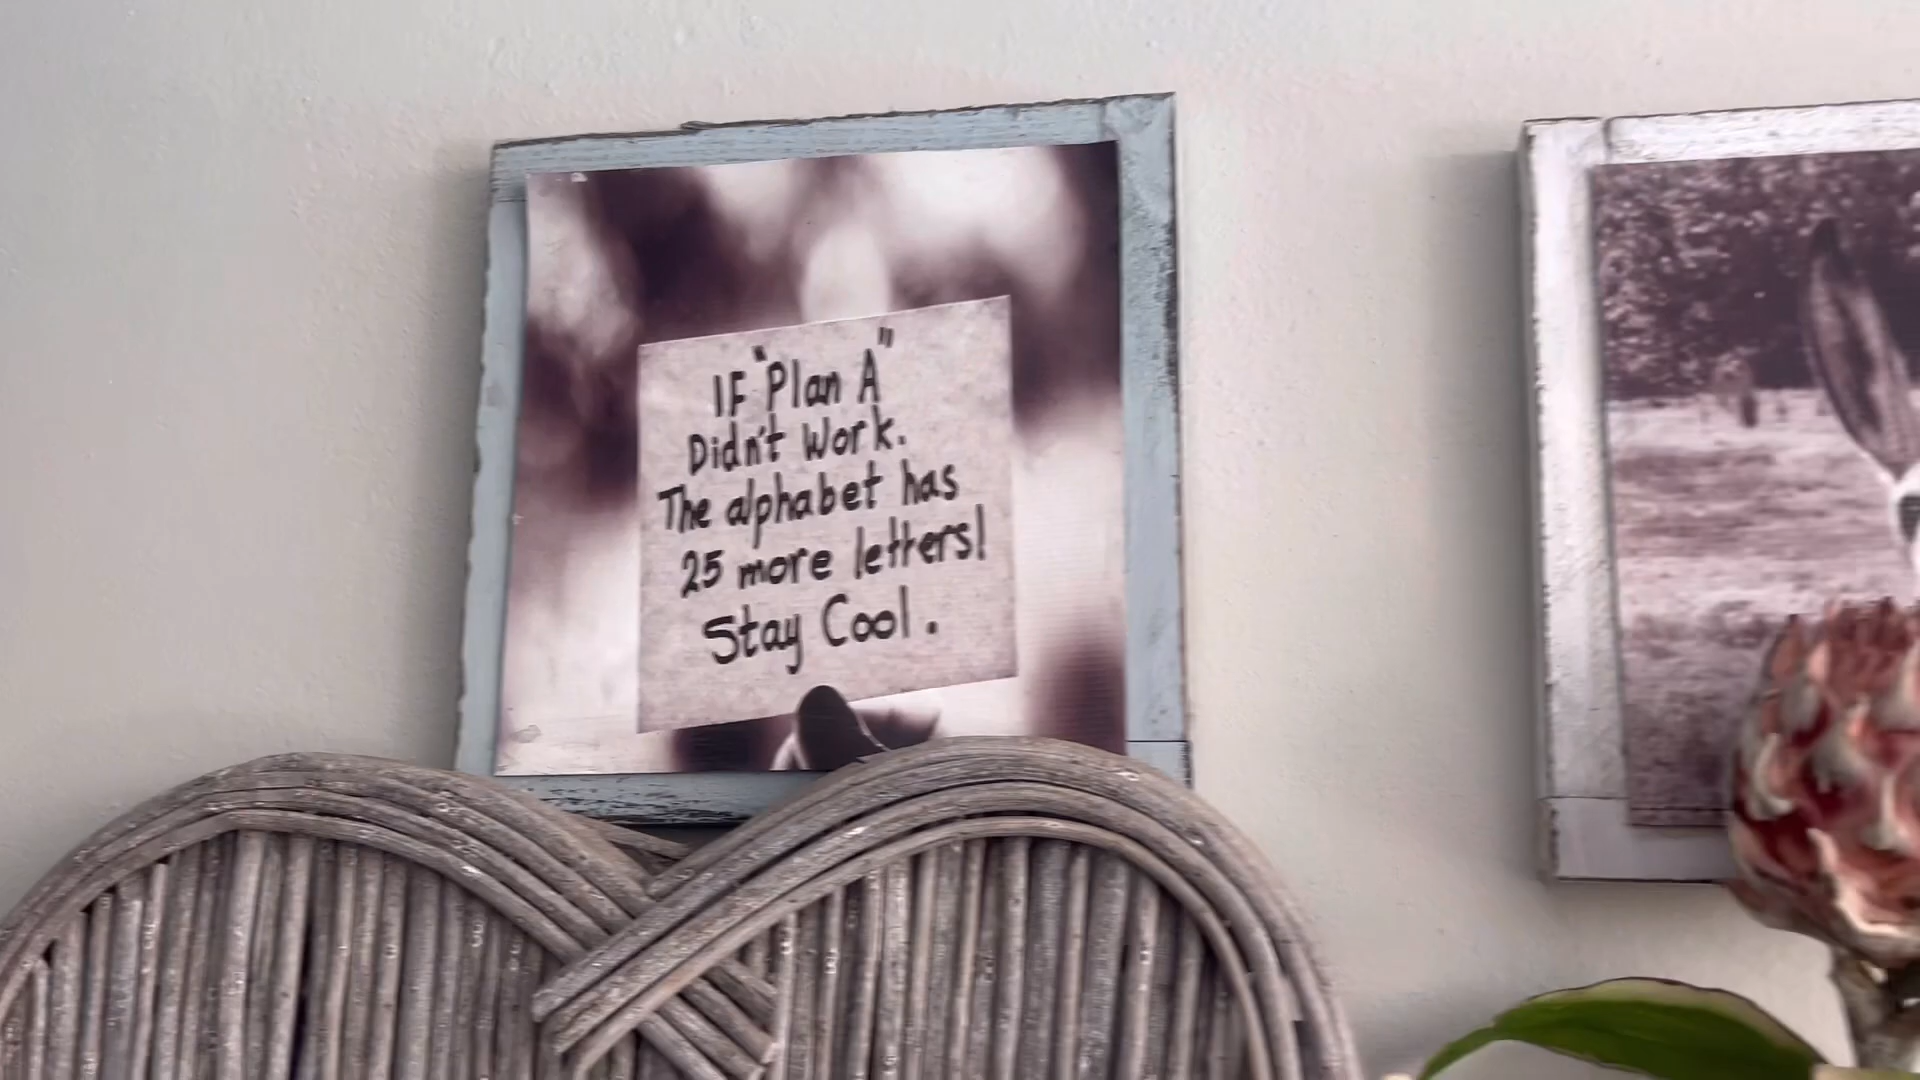 IF "Plan A"
Didn't Work.
The alphabet has
25 more letters!
Stay Cool.